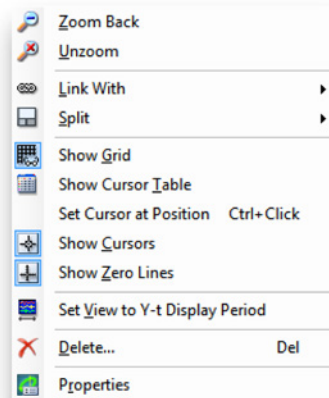 Zoom Back
Unzoom
Link With
Split
Show Grid
Show Cursor Table
Set Cursor at Position Ctrl+Click
Show Cursors
Show Zero Lines
Set View to Y-t Display Period
Delete... Del
Properties